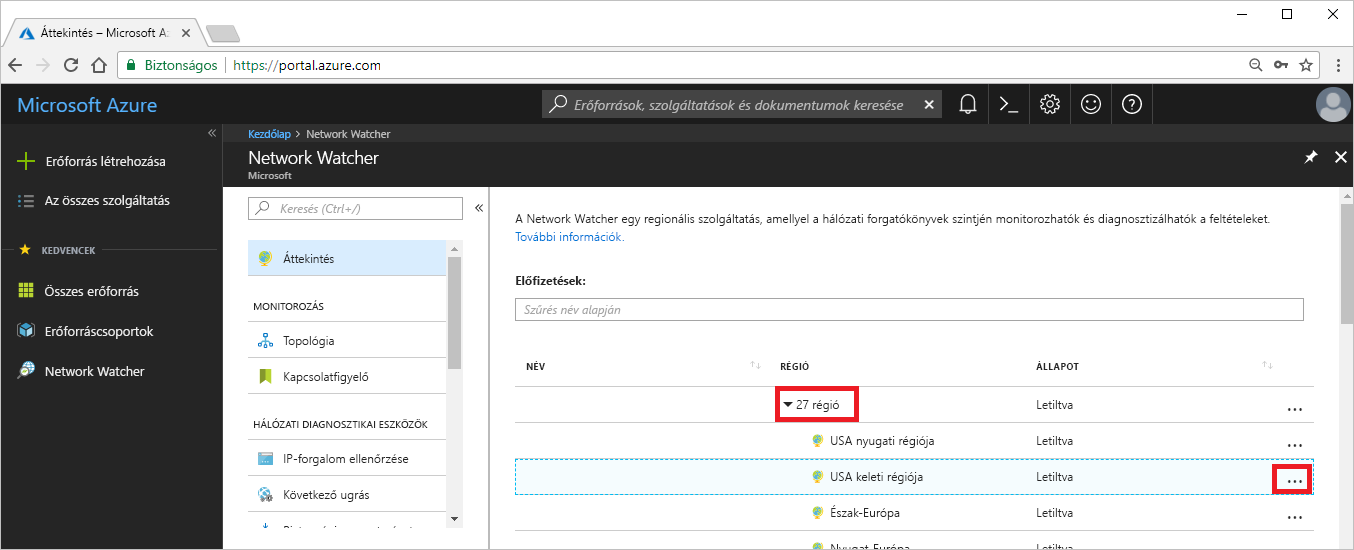 Áttekintés – Microsoft Az
Biztonságos
https://portal.azure.com
Microsoft Azure
Erőforrások, szolgáltatások és dokumentumok keresése
Kezdőlap > Network Watcher
Network Watcher
Microsoft
Erőforrás létrehozása
Az összes szolgáltatás
KEDVENCEK
Összes erőforrás
Erőforráscsoportok
Network Watcher
Keresés (Ctrl+/)
Áttekintés
MONITOROZÁS
Topológia
Kapcsolatfigyelő
HÁLÓZATI DIAGNOSZTIKAI ESZKÖZÖK
IP-forgalom ellenőrzése
Következő ugrás
A Network Watcher egy regionális szolgáltatás, amellyel a hálózati forgatókönyvek szintjén monitorozhatók és diagnosztizálhatók a feltételeket.
További információk.
Előfizetések:
Szűrés név alapján
NÉV RÉGIÓ ÁLLAPOT
27 régió Letiltva ...
USA nyugati régiója Letiltva ...
USA keleti régiója Letiltva ...
Észak-Európa Letiltva ...
Nyugat-Európa Letiltva